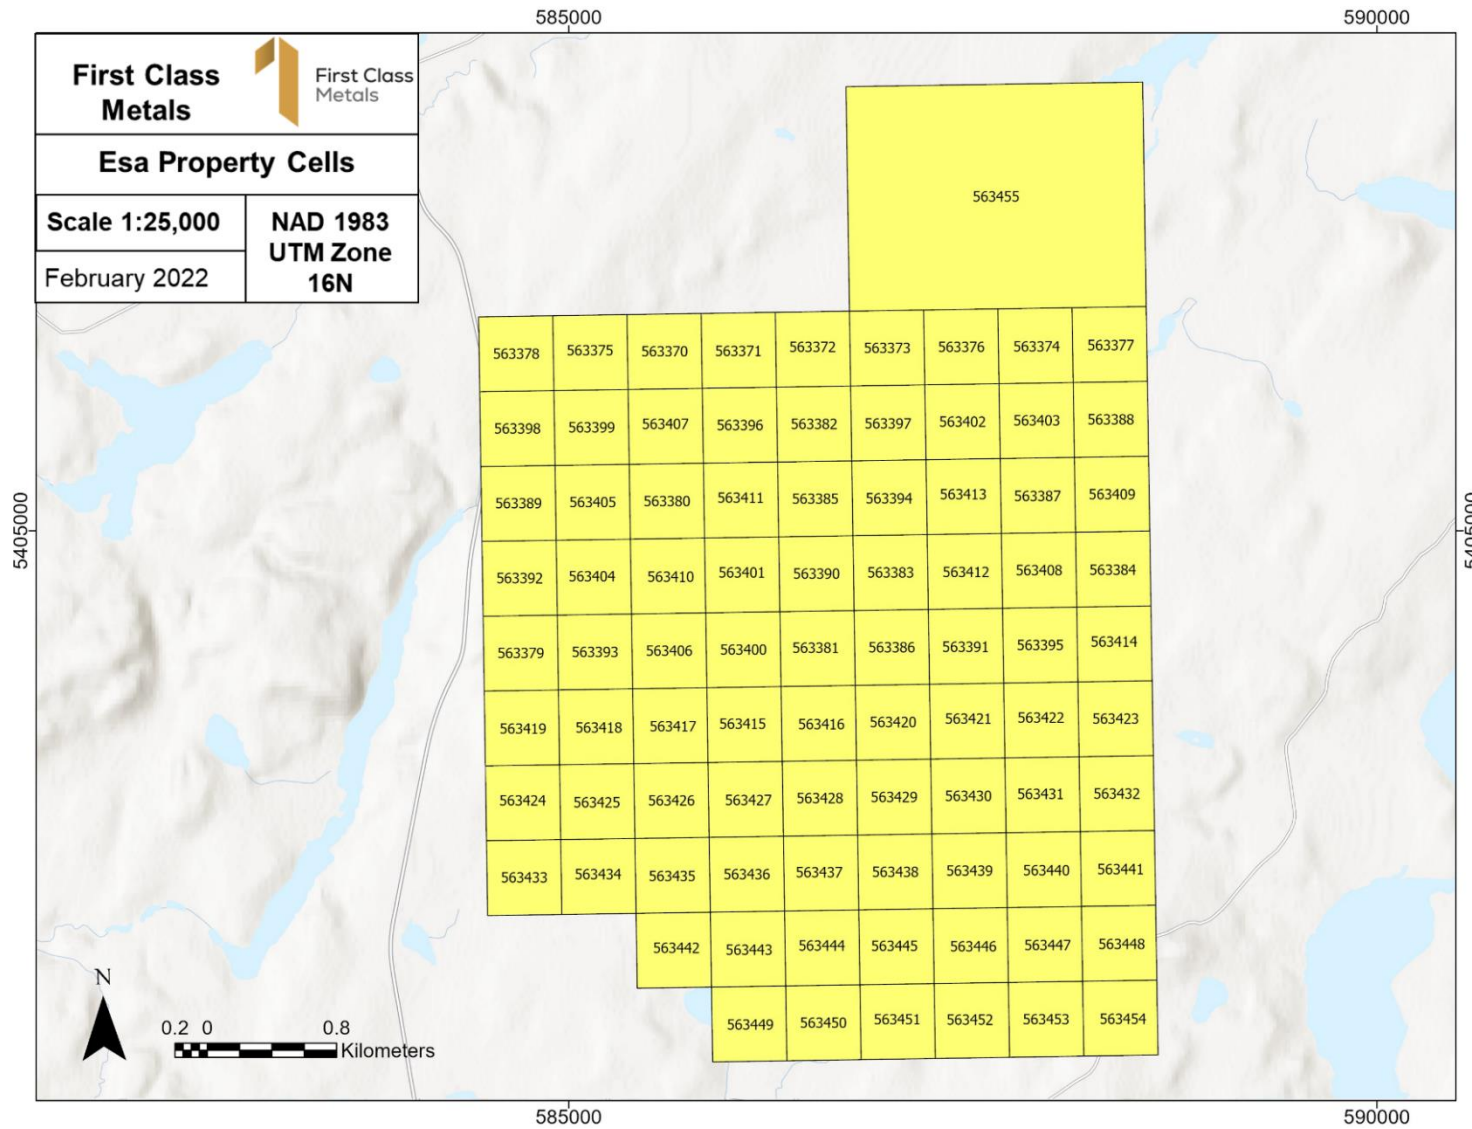 585000
590000
First Class
Metals
First Class
Metals
Esa Property Cells
Scale 1:25,000
February 2022
NAD 1983
UTM Zone
16N
563455
563378 563375 563370 563371 563372 563373 563376 563374 563377
563398 563399 563407 563396 563382 563397 563402 563403 563388
563389 563405 563380 563411 563385 563394 563413 563387 563409
5405000
5405000
563392 563404 563410 563401 563390 563383 563412 563408 563384
563379 563393 563406 563400 563381 563386 563391 563395 563414
563419 563418 563417 563415 563416 563420 563421 563422 563423
563424 563425 563426 563427 563428 563429 563430 563431 563432
563433 563434 563435 563436 563437 563438 563439 563440 563441
563442 563443 563444 563445 563446 563447 563448
563449 563450 563451 563452 563453 563454
N
0.2 0 0.8
Kilometers
585000
590000